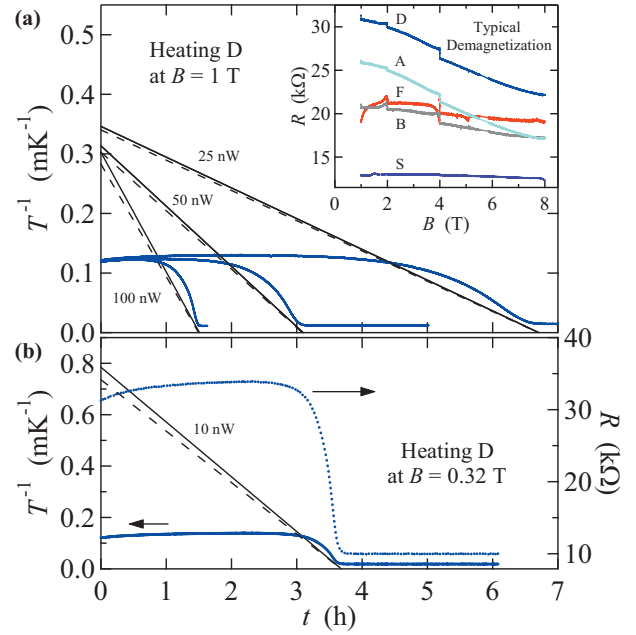 (a)
0.5
0.4
0.3
0.2
0.1
0.0
T⁻¹ (mK⁻¹)
Heating D
at B = 1 T
25 nW
50 nW
100 nW
30
25
20
15
R (kΩ)
0
2
4
6
8
B (T)
Typical
Demagnetization
D
A
F
B
S
(b)
0.8
0.6
0.4
0.2
0.0
T⁻¹ (mK⁻¹)
10 nW
Heating D
at B = 0.32 T
40
30
20
10
R (kΩ)
0
1
2
3
4
5
6
7
t (h)